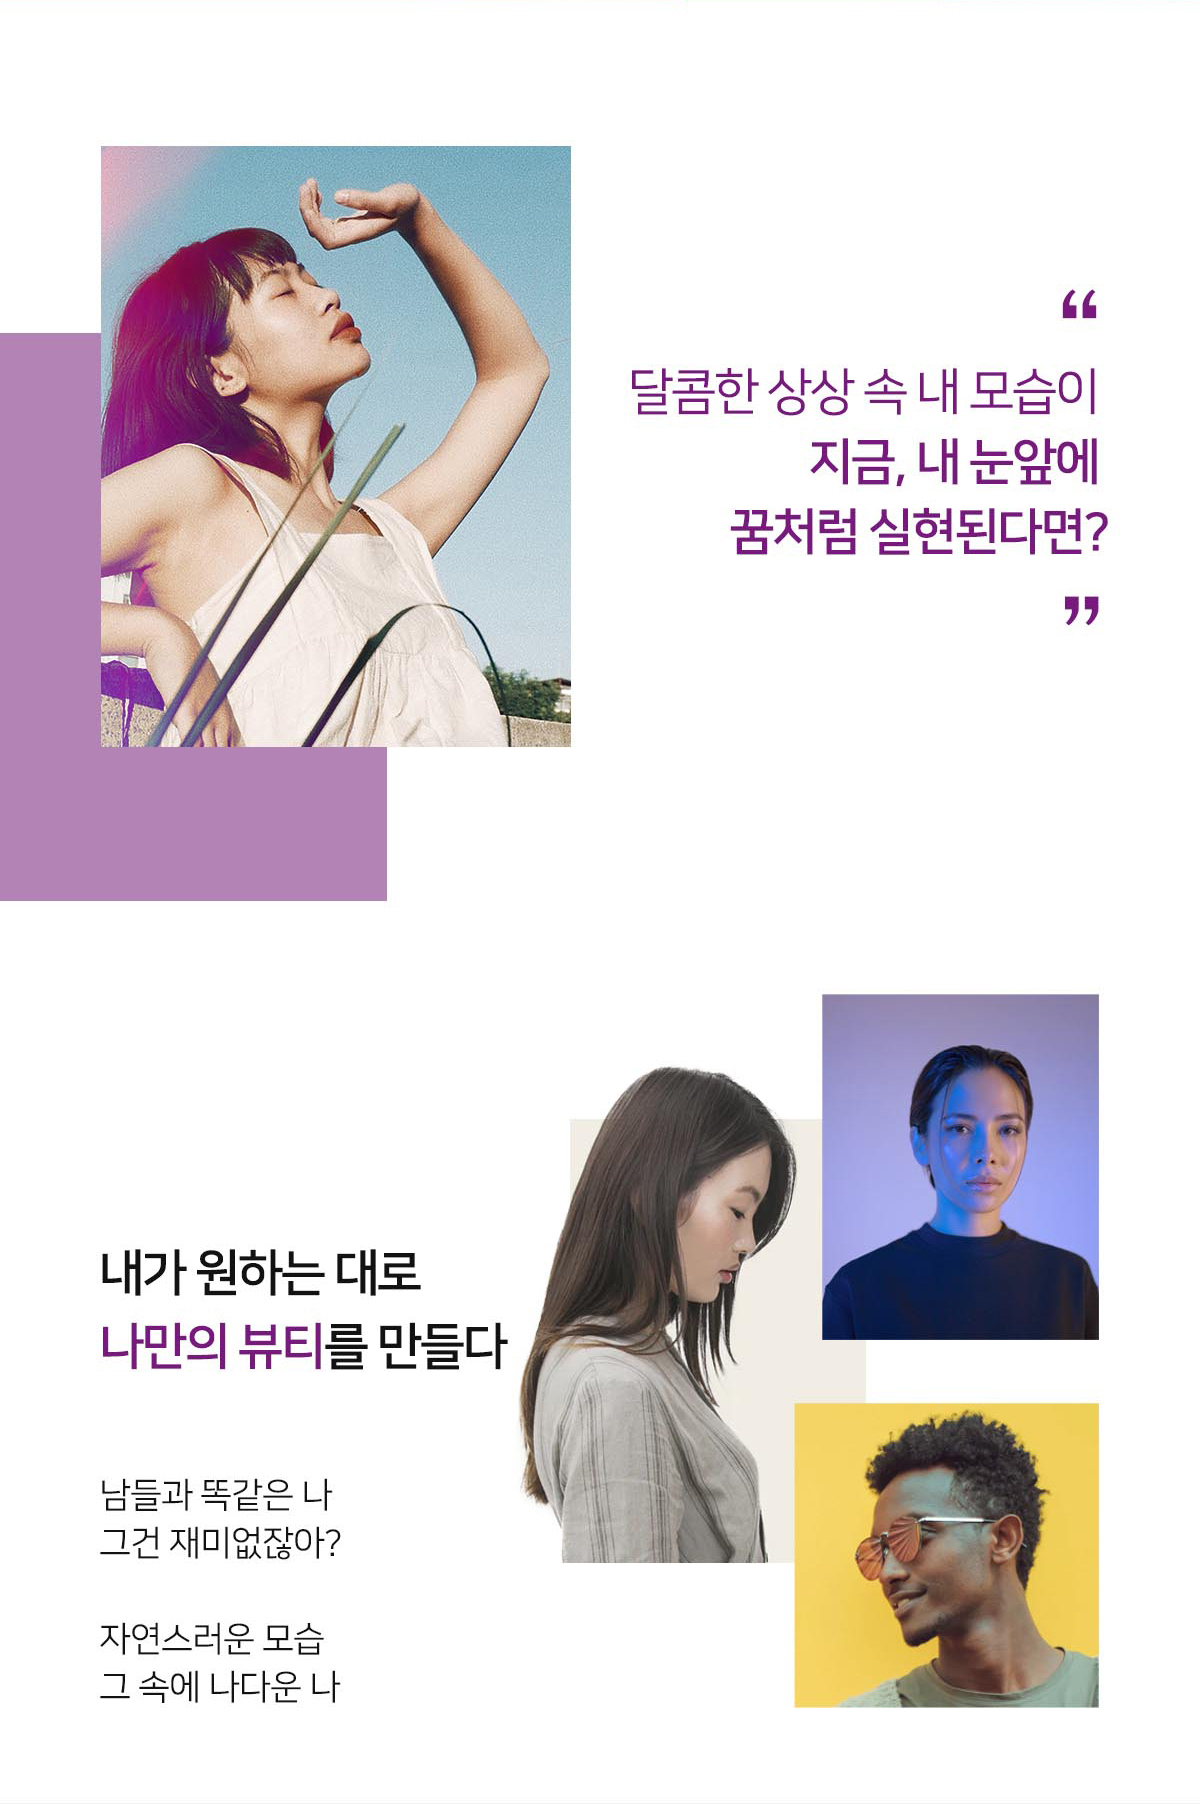 “
달콤한 상상 속 내 모습이
지금, 내 눈앞에
꿈처럼 실현된다면?
”
내가 원하는 대로
나만의 뷰티를 만들다
남들과 똑같은 나
그건 재미없잖아?
자연스러운 모습
그 속에 나다운 나